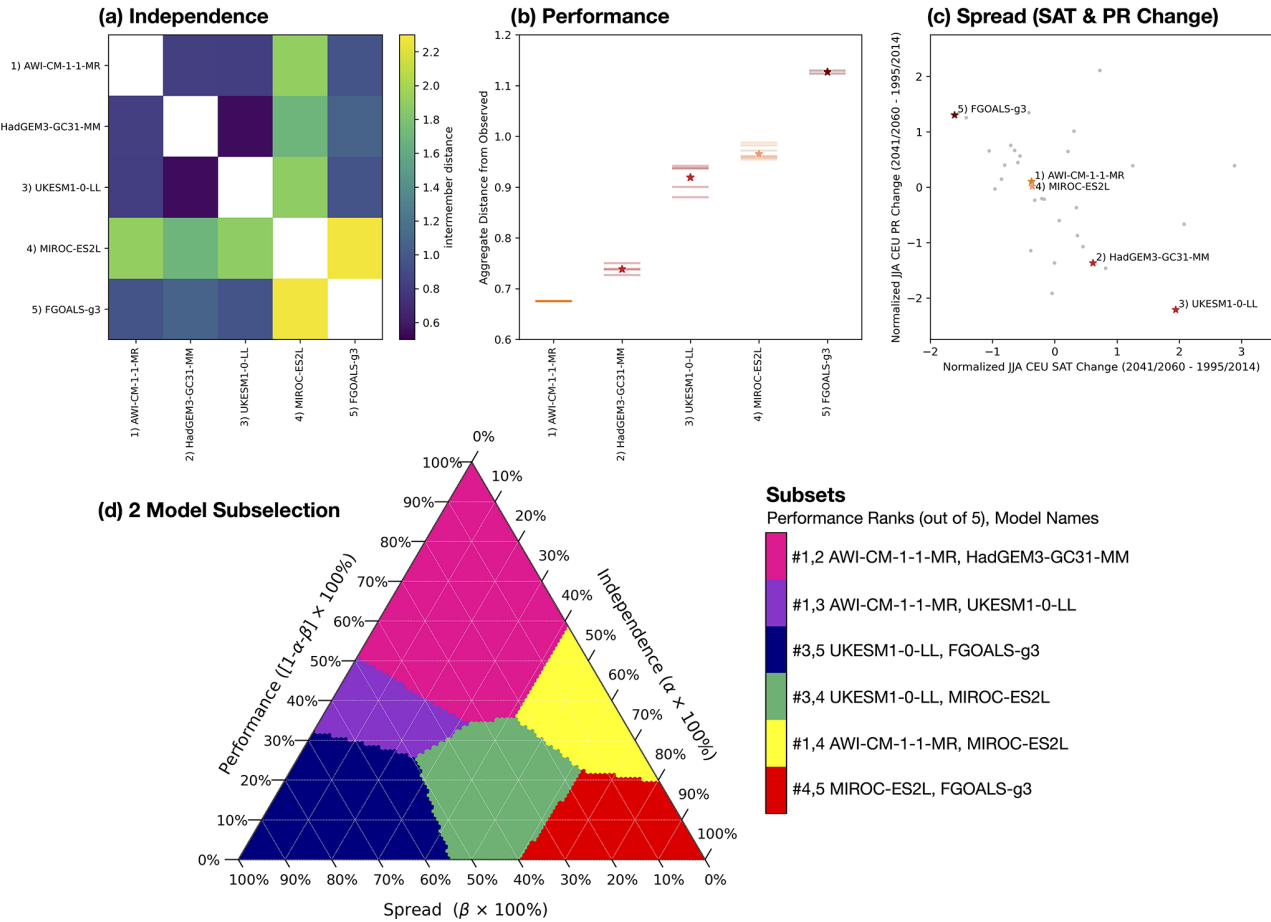 (a) Independence
1) AWI-CM-1-1-MR
HadGEM3-GC31-MM
3) UKESM1-0-LL
4) MIROC-ES2L
5) FGOALS-g3
1) AWI-CM-1-1-MR
2) HadGEM3-GC31-MM
3) UKESM1-0-LL
4) MIROC-ES2L
5) FGOALS-g3
2.2
2.0
1.8
1.6
1.4
1.2
1.0
0.8
0.6
intermember distance
(b) Performance
Aggregate Distance from Observed
1.2
1.1
1.0
0.9
0.8
0.7
0.6
1) AWI-CM-1-1-MR
2) HadGEM3-GC31-MM
3) UKESM1-0-LL
4) MIROC-ES2L
5) FGOALS-g3
(c) Spread (SAT & PR Change)
Normalized JJA CEU PR Change (2041/2060 - 1995/2014)
2
1
0
−1
−2
5) FGOALS-g3
1) AWI-CM-1-1-MR
4) MIROC-ES2L
2) HadGEM3-GC31-MM
3) UKESM1-0-LL
−2 −1 0 1 2 3
Normalized JJA CEU SAT Change (2041/2060 - 1995/2014)
(d) 2 Model Subselection
Performance ([1-α-β] × 100%)
100%
90%
80%
70%
60%
50%
40%
30%
20%
10%
0%
0%
10%
20%
30%
40%
50%
60%
70%
80%
90%
100%
Independence (α × 100%)
100% 90% 80% 70% 60% 50% 40% 30% 20% 10% 0%
Spread (β × 100%)
Subsets
Performance Ranks (out of 5), Model Names
#1,2 AWI-CM-1-1-MR, HadGEM3-GC31-MM
#1,3 AWI-CM-1-1-MR, UKESM1-0-LL
#3,5 UKESM1-0-LL, FGOALS-g3
#3,4 UKESM1-0-LL, MIROC-ES2L
#1,4 AWI-CM-1-1-MR, MIROC-ES2L
#4,5 MIROC-ES2L, FGOALS-g3